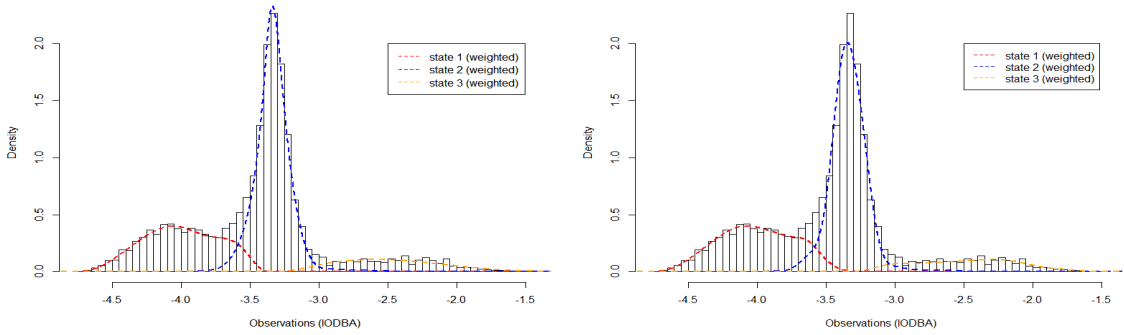 2.0
1.5
1.0
0.5
0.0
Density
state 1 (weighted)
state 2 (weighted)
state 3 (weighted)
-4.5 -4.0 -3.5 -3.0 -2.5 -2.0 -1.5
Observations (IODBA)
2.0
1.5
1.0
0.5
0.0
Density
state 1 (weighted)
state 2 (weighted)
state 3 (weighted)
-4.5 -4.0 -3.5 -3.0 -2.5 -2.0 -1.5
Observations (IODBA)